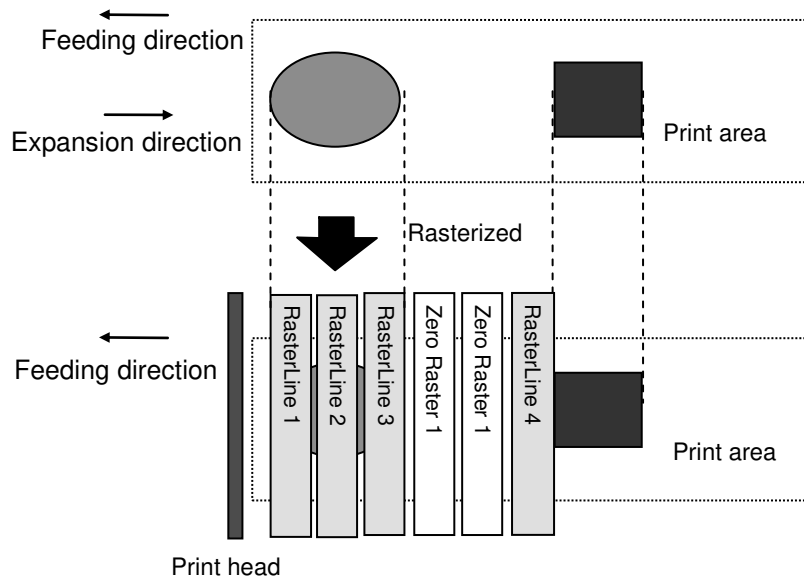 Feeding direction
Expansion direction
Print area
Rasterized
RasterLine 1
RasterLine 2
RasterLine 3
Zero Raster 1
Zero Raster 1
RasterLine 4
Feeding direction
Print area
Print head